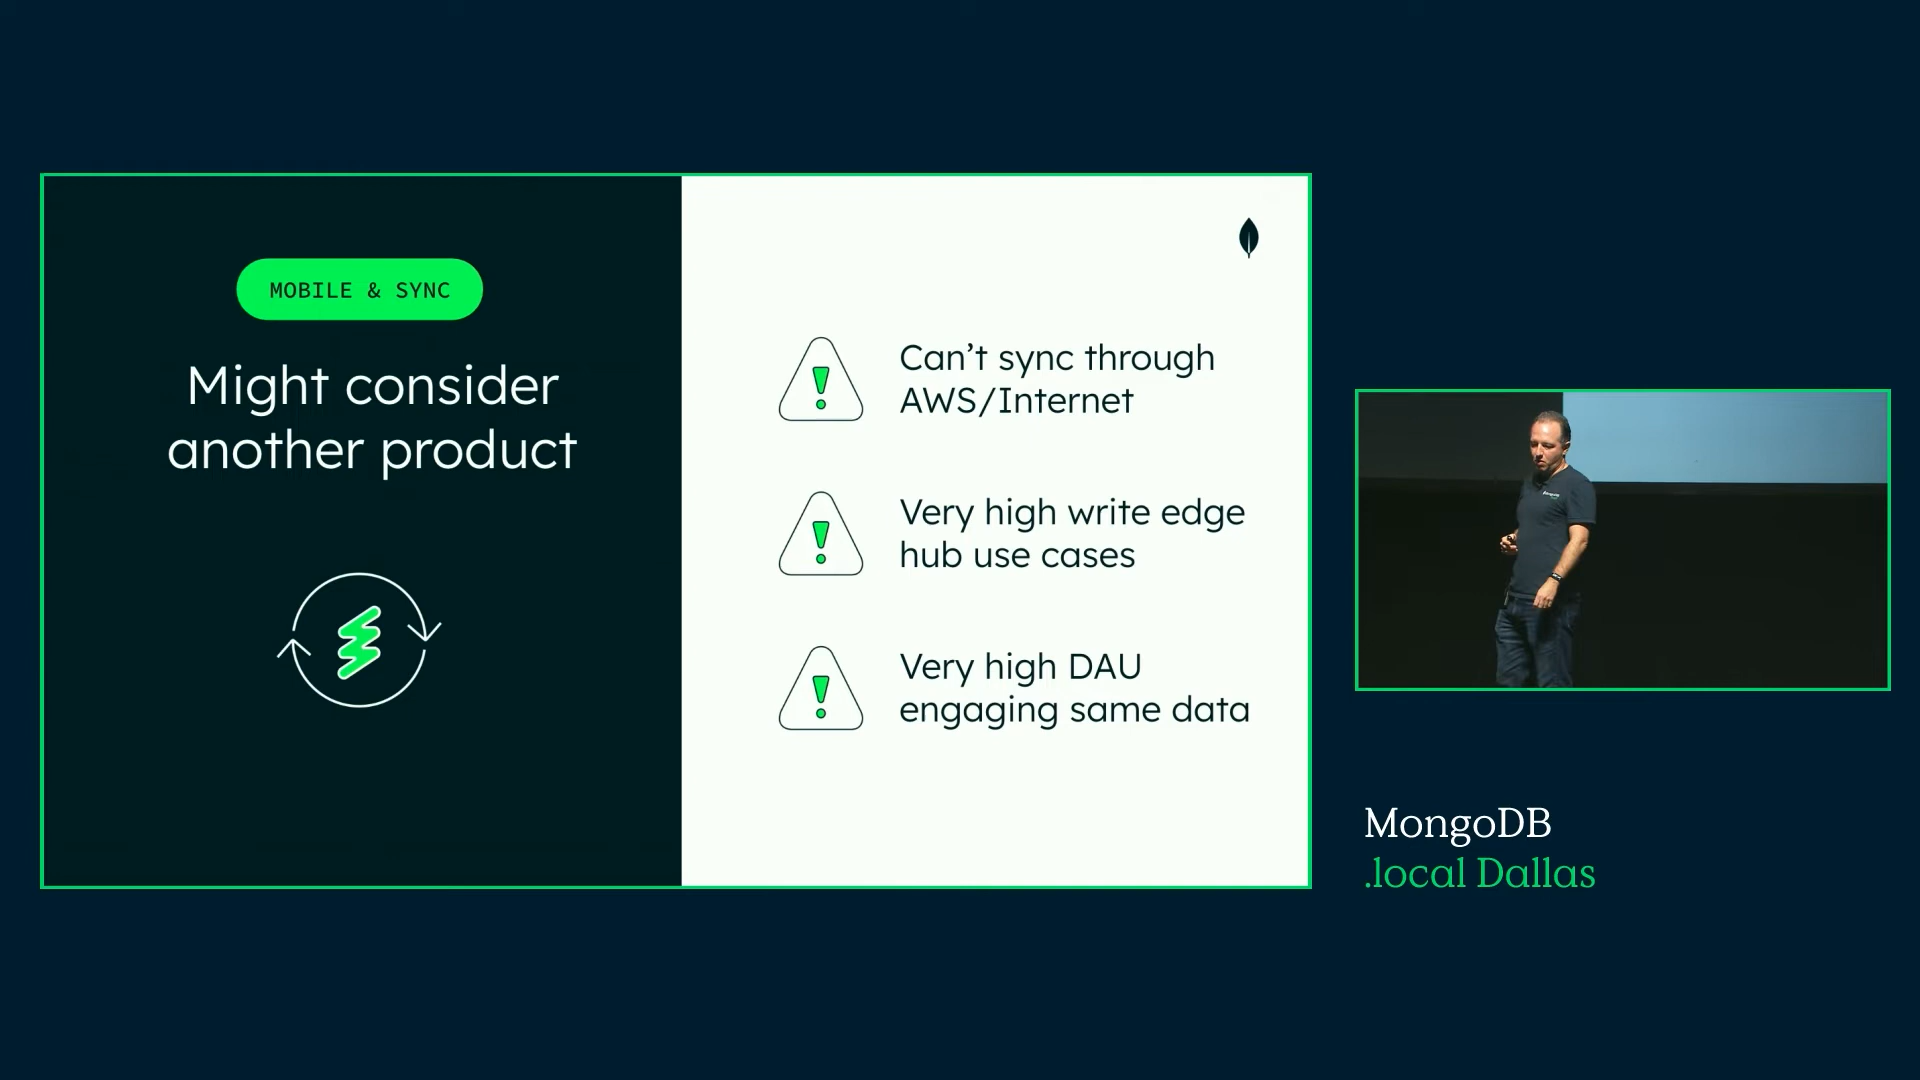 MOBILE & SYNC
Might consider
another product
Can’t sync through
AWS/Internet
Very high write edge
hub use cases
Very high DAU
engaging same data
MongoDB
.local Dallas